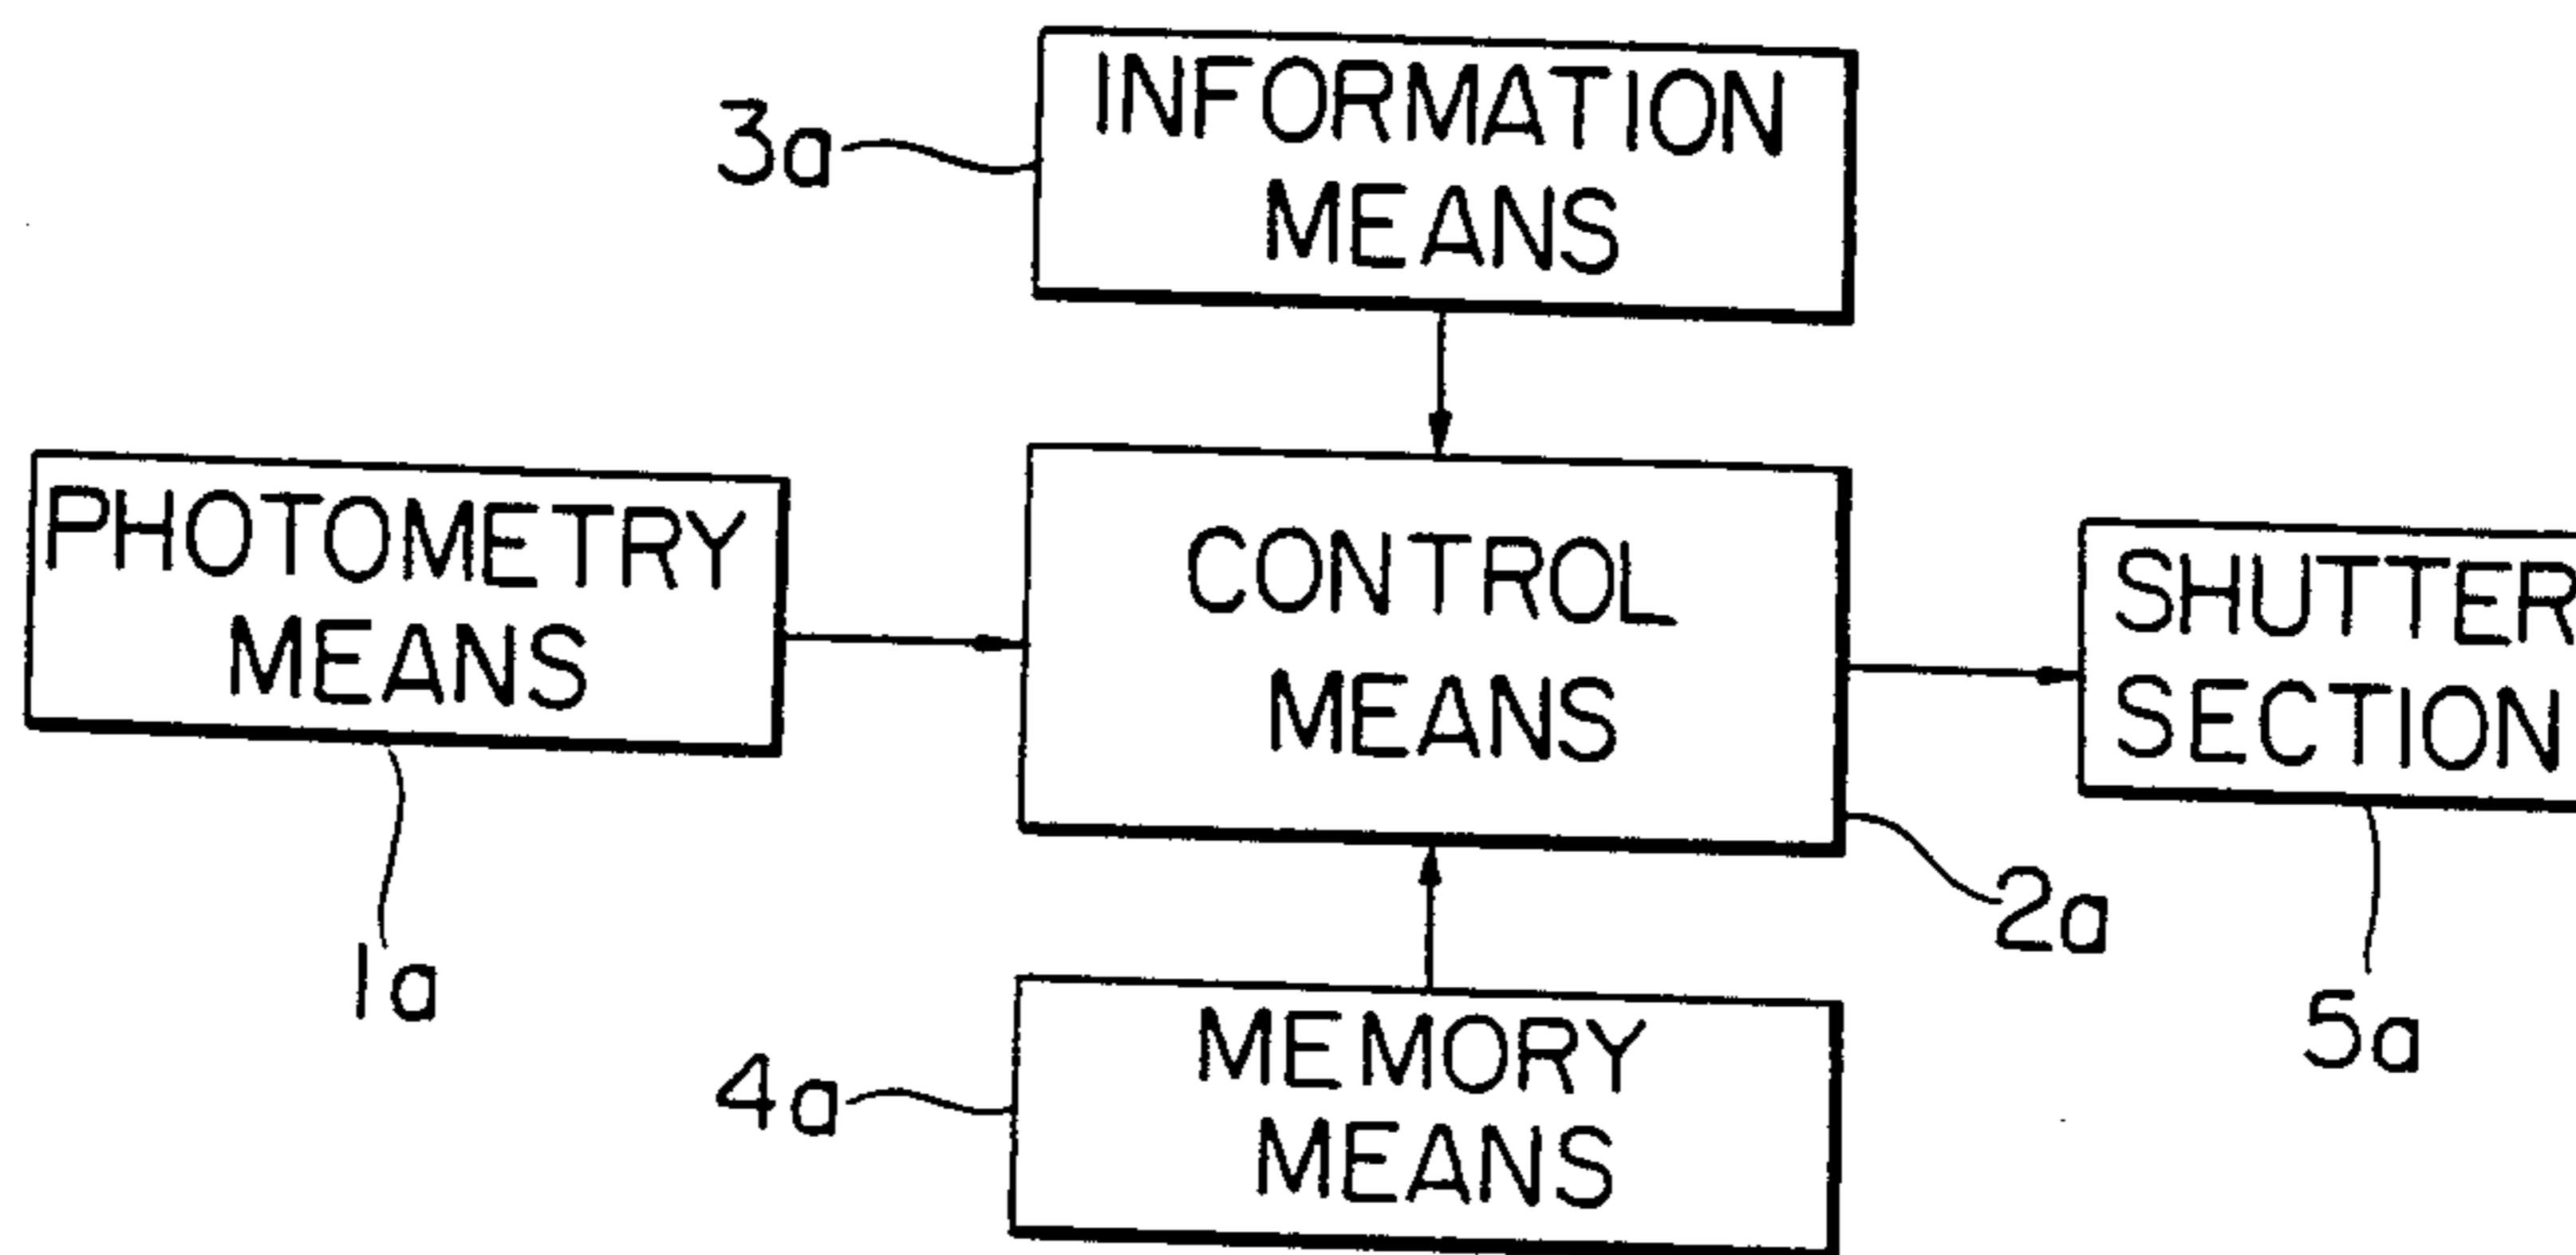 INFORMATION
MEANS
3a
PHOTOMETRY
MEANS
1a
CONTROL
MEANS
2a
SHUTTER
SECTION
5a
MEMORY
MEANS
4a